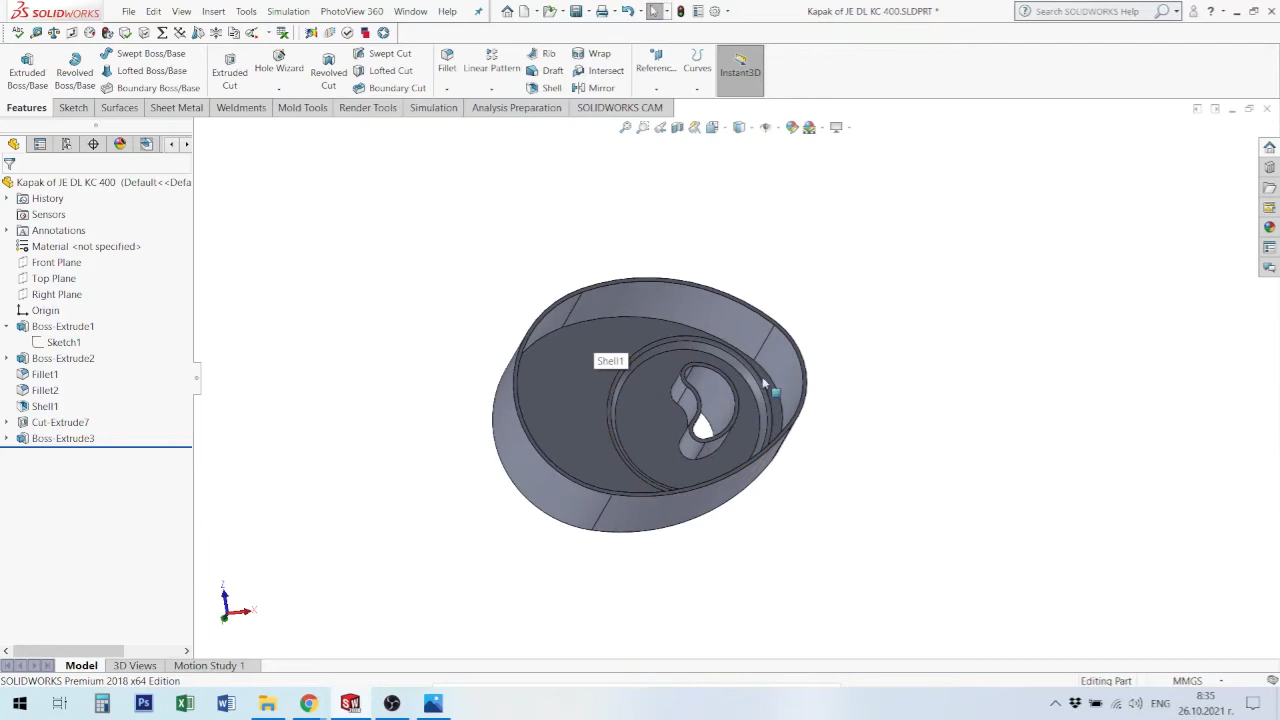 SOLIDWORKS File Edit View Insert Tools Simulation PhotoView 360 Window Help Kapak of JE DL KC 400.SLDPRT * Search SOLIDWORKS Help
Extruded Boss/Base
Revolved Boss/Base
Swept Boss/Base
Lofted Boss/Base
Boundary Boss/Base
Extruded Cut
Hole Wizard
Revolved Cut
Swept Cut
Lofted Cut
Boundary Cut
Fillet
Linear Pattern
Rib
Draft
Shell
Wrap
Intersect
Mirror
Referenc...
Curves
Instant3D
Features Sketch Surfaces Sheet Metal Weldments Mold Tools Render Tools Simulation Analysis Preparation SOLIDWORKS CAM
Kapak of JE DL KC 400 (Default<<Defa
History
Sensors
Annotations
Material <not specified>
Front Plane
Top Plane
Right Plane
Origin
Boss-Extrude1
Sketch1
Boss-Extrude2
Fillet1
Fillet2
Shell1
Cut-Extrude7
Boss-Extrude3
Shell1
Z
X
Model 3D Views Motion Study 1
SOLIDWORKS Premium 2018 x64 Edition Editing Part MMGS
ENG
8:35
26.10.2021 г.